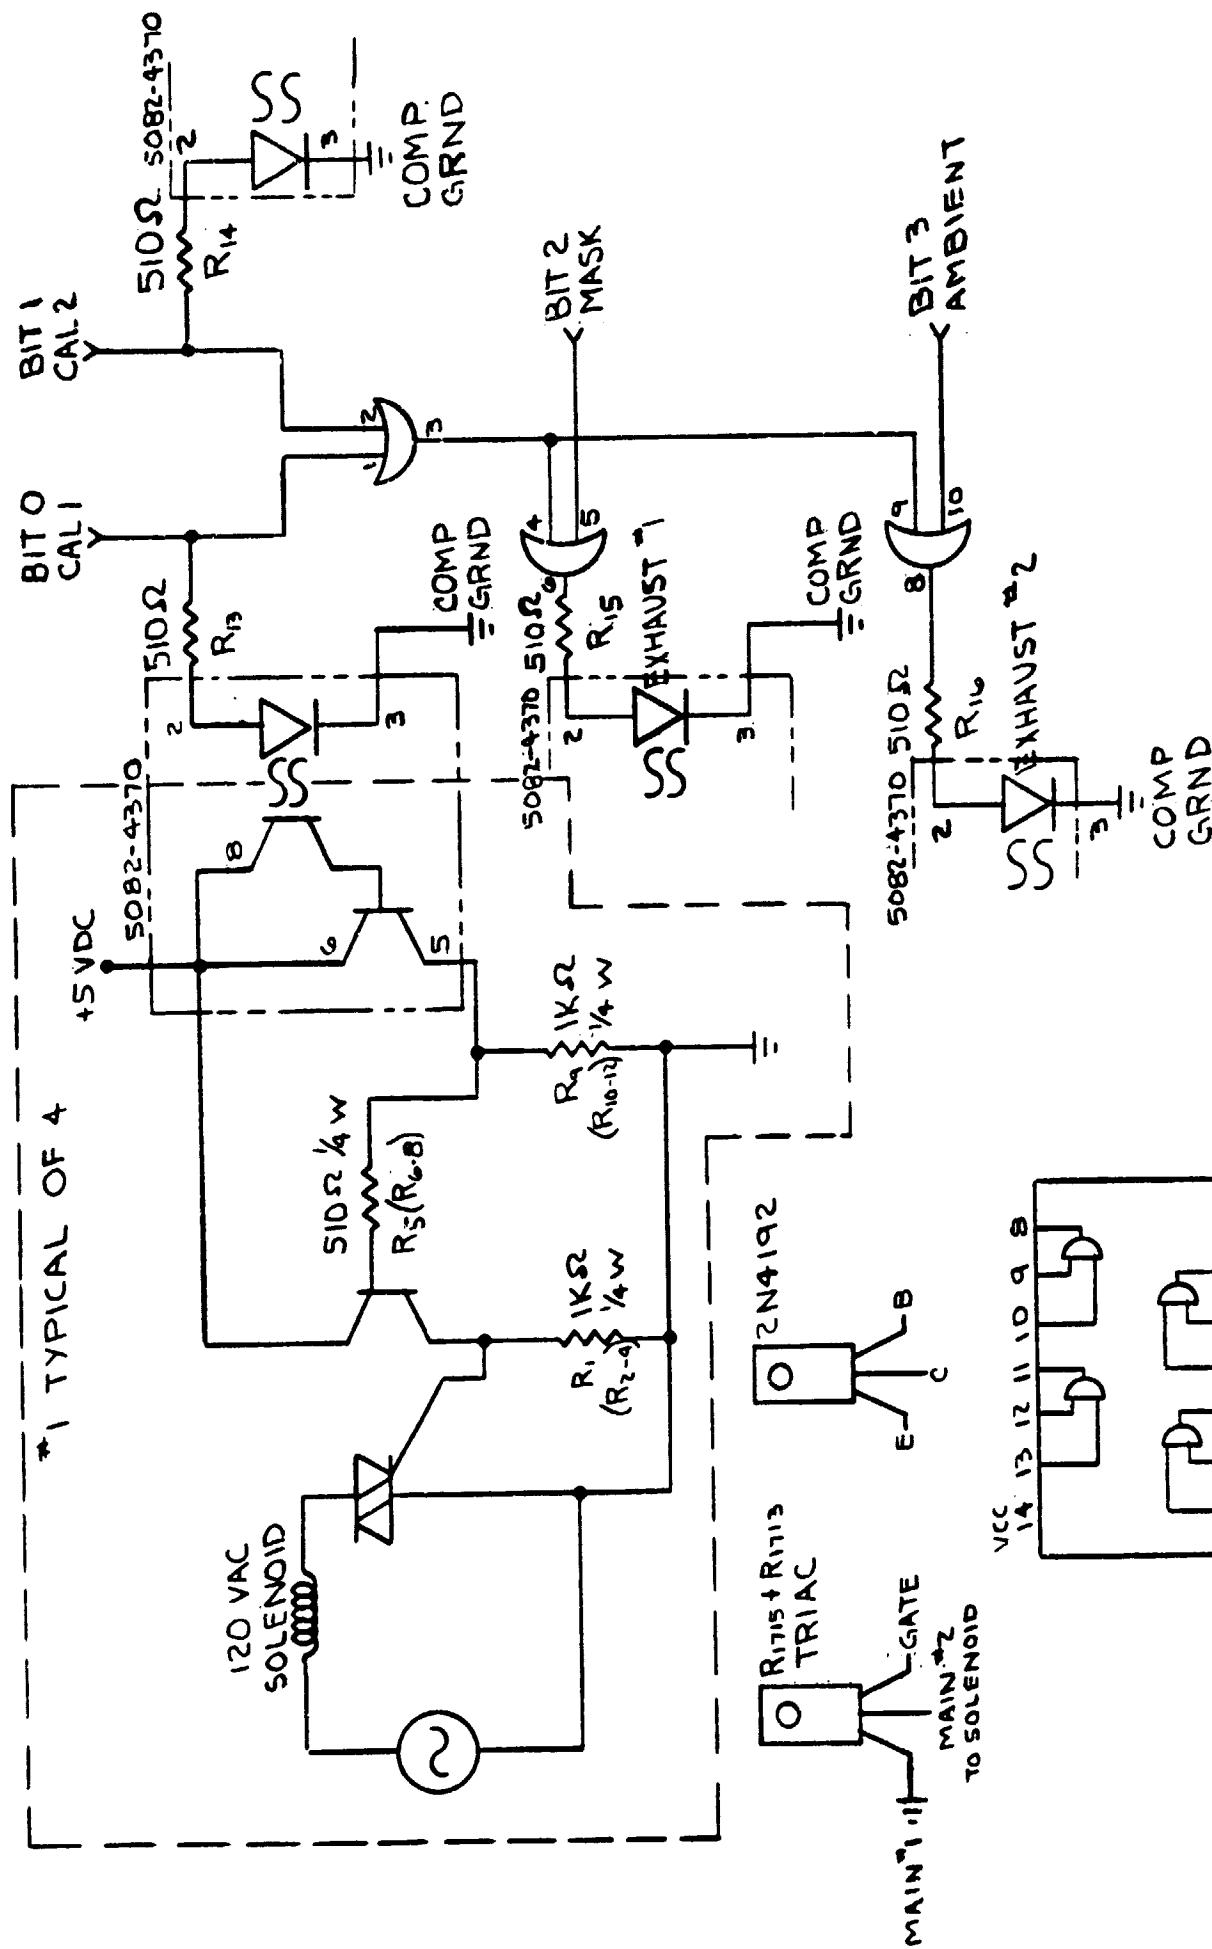 #1 TYPICAL OF 4
120 VAC
SOLENOID
+5 VDC
5082-4370
8
6
5
510Ω 1/4 W
R5 (R6-8)
1KΩ
1/4 W
R1
(R2-4)
1KΩ
1/4 W
R9
(R10-12)
2
3
510Ω
R13
COMP
GRND
BIT 0
CAL 1
BIT 1
CAL 2
510Ω
R14
5082-4370
2
3
COMP.
GRND
1
2
3
BIT 2
MASK
4
5
6
510Ω
R15
5082-4370
2
3
EXHAUST #1
COMP
GRND
BIT 3
AMBIENT
9
10
8
510Ω
R16
5082-4370
2
3
EXHAUST #2
COMP
GRND
R1715 + R1713
TRIAC
MAIN #1
MAIN #2
TO SOLENOID
GATE
2N4192
E
C
B
VCC
14
13
12
11
10
9
8